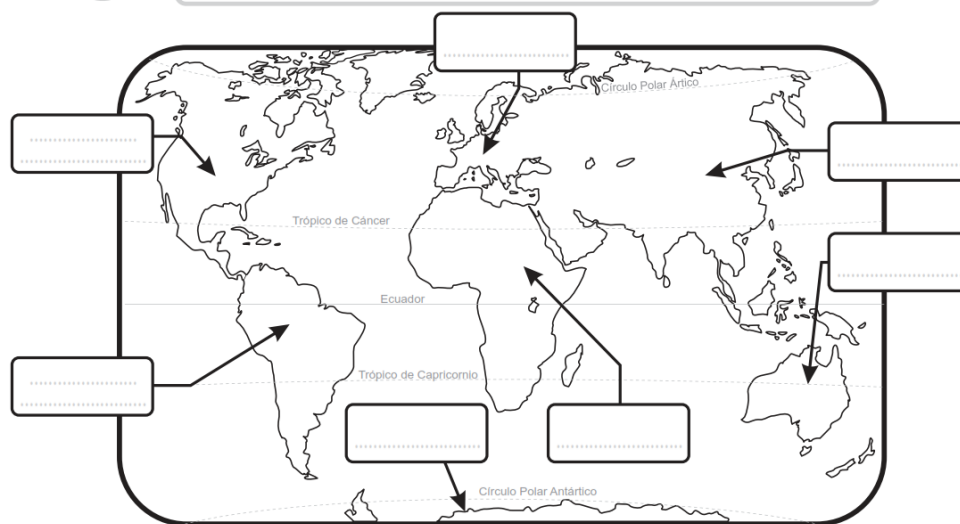 Círculo Polar Ártico
Trópico de Cáncer
Ecuador
Trópico de Capricornio
Círculo Polar Antártico